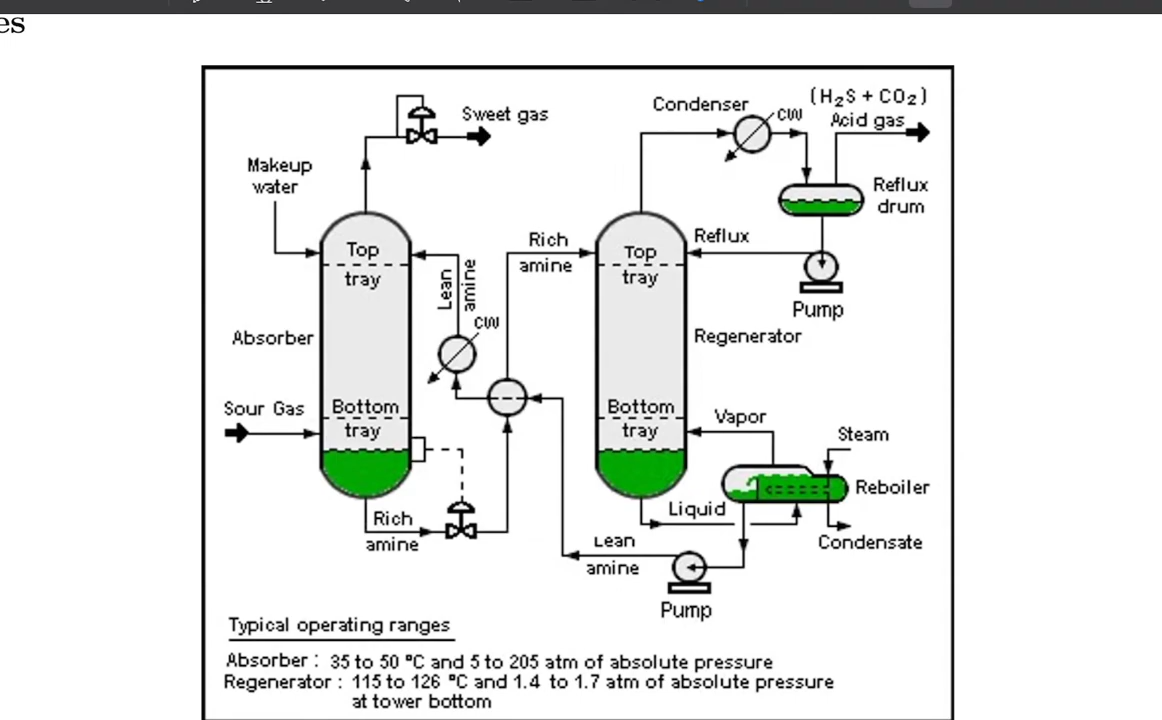 es
(H2S + CO2)
Condenser
CW
Acid gas
Sweet gas
Makeup
water
Reflux
drum
Top
tray
Lean
amine
Rich
amine
Top
tray
Reflux
Pump
CW
Absorber
Regenerator
Sour Gas
Bottom
tray
Bottom
tray
Vapor
Steam
Reboiler
Liquid
Rich
amine
Lean
amine
Condensate
Pump
Typical operating ranges
Absorber : 35 to 50 °C and 5 to 205 atm of absolute pressure
Regenerator : 115 to 126 °C and 1.4 to 1.7 atm of absolute pressure
at tower bottom